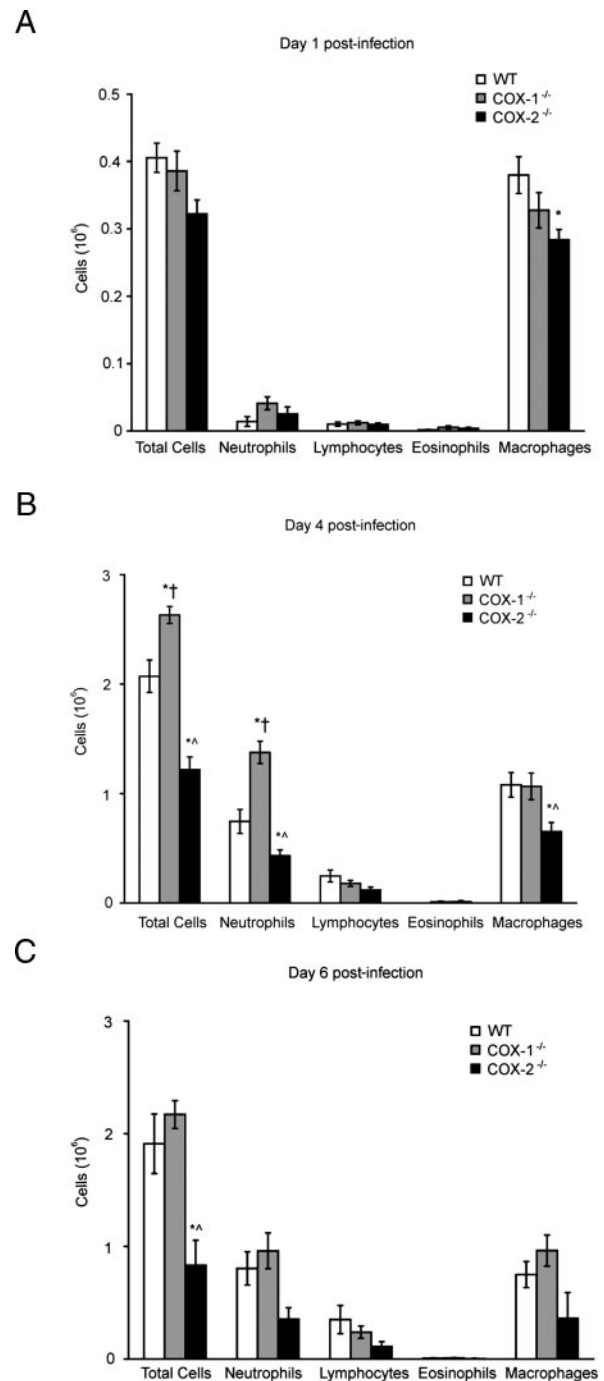 A
Day 1 post-infection
WT
COX-1 -/-
COX-2 -/-
0.5
0.4
0.3
0.2
0.1
0
Cells (10⁶)
*
Total Cells Neutrophils Lymphocytes Eosinophils Macrophages
B
Day 4 post-infection
WT
COX-1 -/-
COX-2 -/-
3
2
1
0
Cells (10⁶)
*†
*^
*†
*^
*^
Total Cells Neutrophils Lymphocytes Eosinophils Macrophages
C
Day 6 post-infection
WT
COX-1 -/-
COX-2 -/-
3
2
1
0
Cells (10⁶)
*^
Total Cells Neutrophils Lymphocytes Eosinophils Macrophages